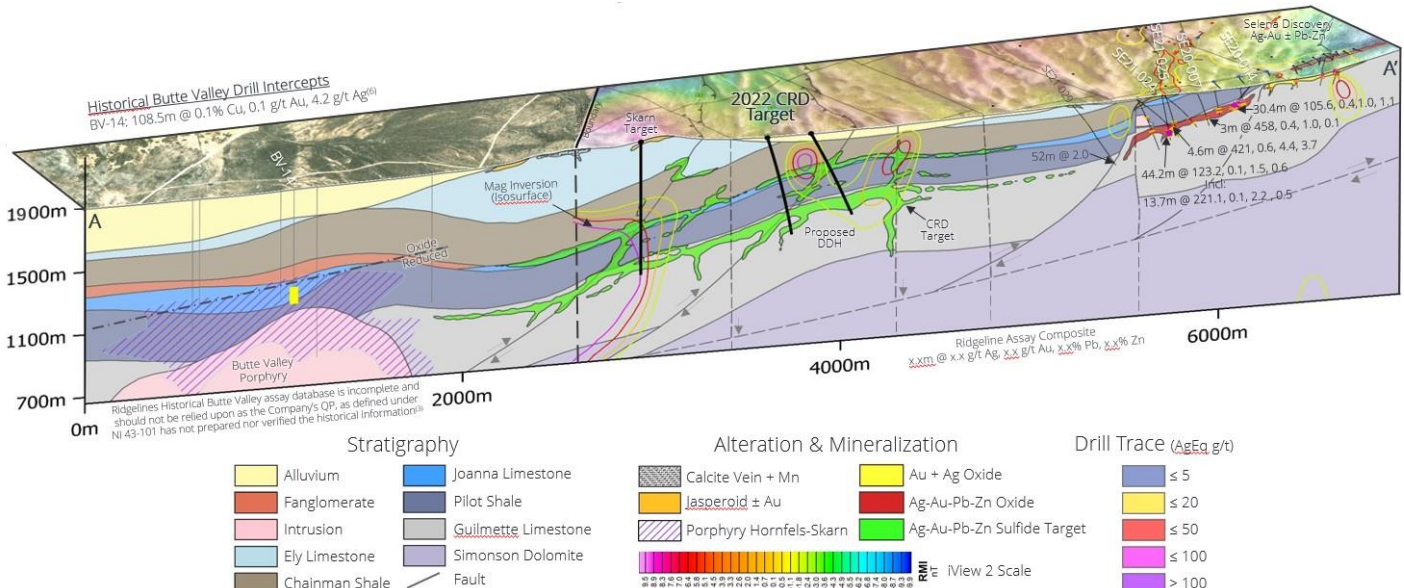 Selena Discovery
Ag-Au ± Pb-Zn
A'
SE20-014
SE20-007
SE21-025
SE21-024
Historical Butte Valley Drill Intercepts
BV-14: 108.5m @ 0.1% Cu, 0.1 g/t Au, 4.2 g/t Ag(6)
2022 CRD
Target
Skarn
Target
30.4m @ 105.6, 0.4,1.0, 1.1
3m @ 458, 0.4, 1.0, 0.1
4.6m @ 421, 0.6, 4.4, 3.7
52m @ 2.0
44.2m @ 123.2, 0.1, 1.5, 0.6
Incl:
13.7m @ 221.1, 0.1, 2.2, 0.5
Mag Inversion
(Isosurface)
1900m
A
Oxide
Reduced
Proposed
DDH
CRD
Target
1500m
1100m
700m
Butte Valley
Porphyry
Ridgeline Assay Composite
x.xm @ x.x g/t Ag, x.x g/t Au, x.x% Pb, x.x% Zn
0m
2000m
4000m
6000m
Ridgelines Historical Butte Valley assay database is incomplete and
should not be relied upon as the Company's QP, as defined under
NI 43-101 has not prepared nor verified the historical information(3)
Stratigraphy
Alluvium
Fanglomerate
Intrusion
Ely Limestone
Chainman Shale
Joanna Limestone
Pilot Shale
Guilmette Limestone
Simonson Dolomite
Fault
Alteration & Mineralization
Calcite Vein + Mn
Jasperoid ± Au
Porphyry Hornfels-Skarn
Au + Ag Oxide
Ag-Au-Pb-Zn Oxide
Ag-Au-Pb-Zn Sulfide Target
RMI
nT
iView 2 Scale
Drill Trace (AgEq g/t)
≤ 5
≤ 20
≤ 50
≤ 100
> 100